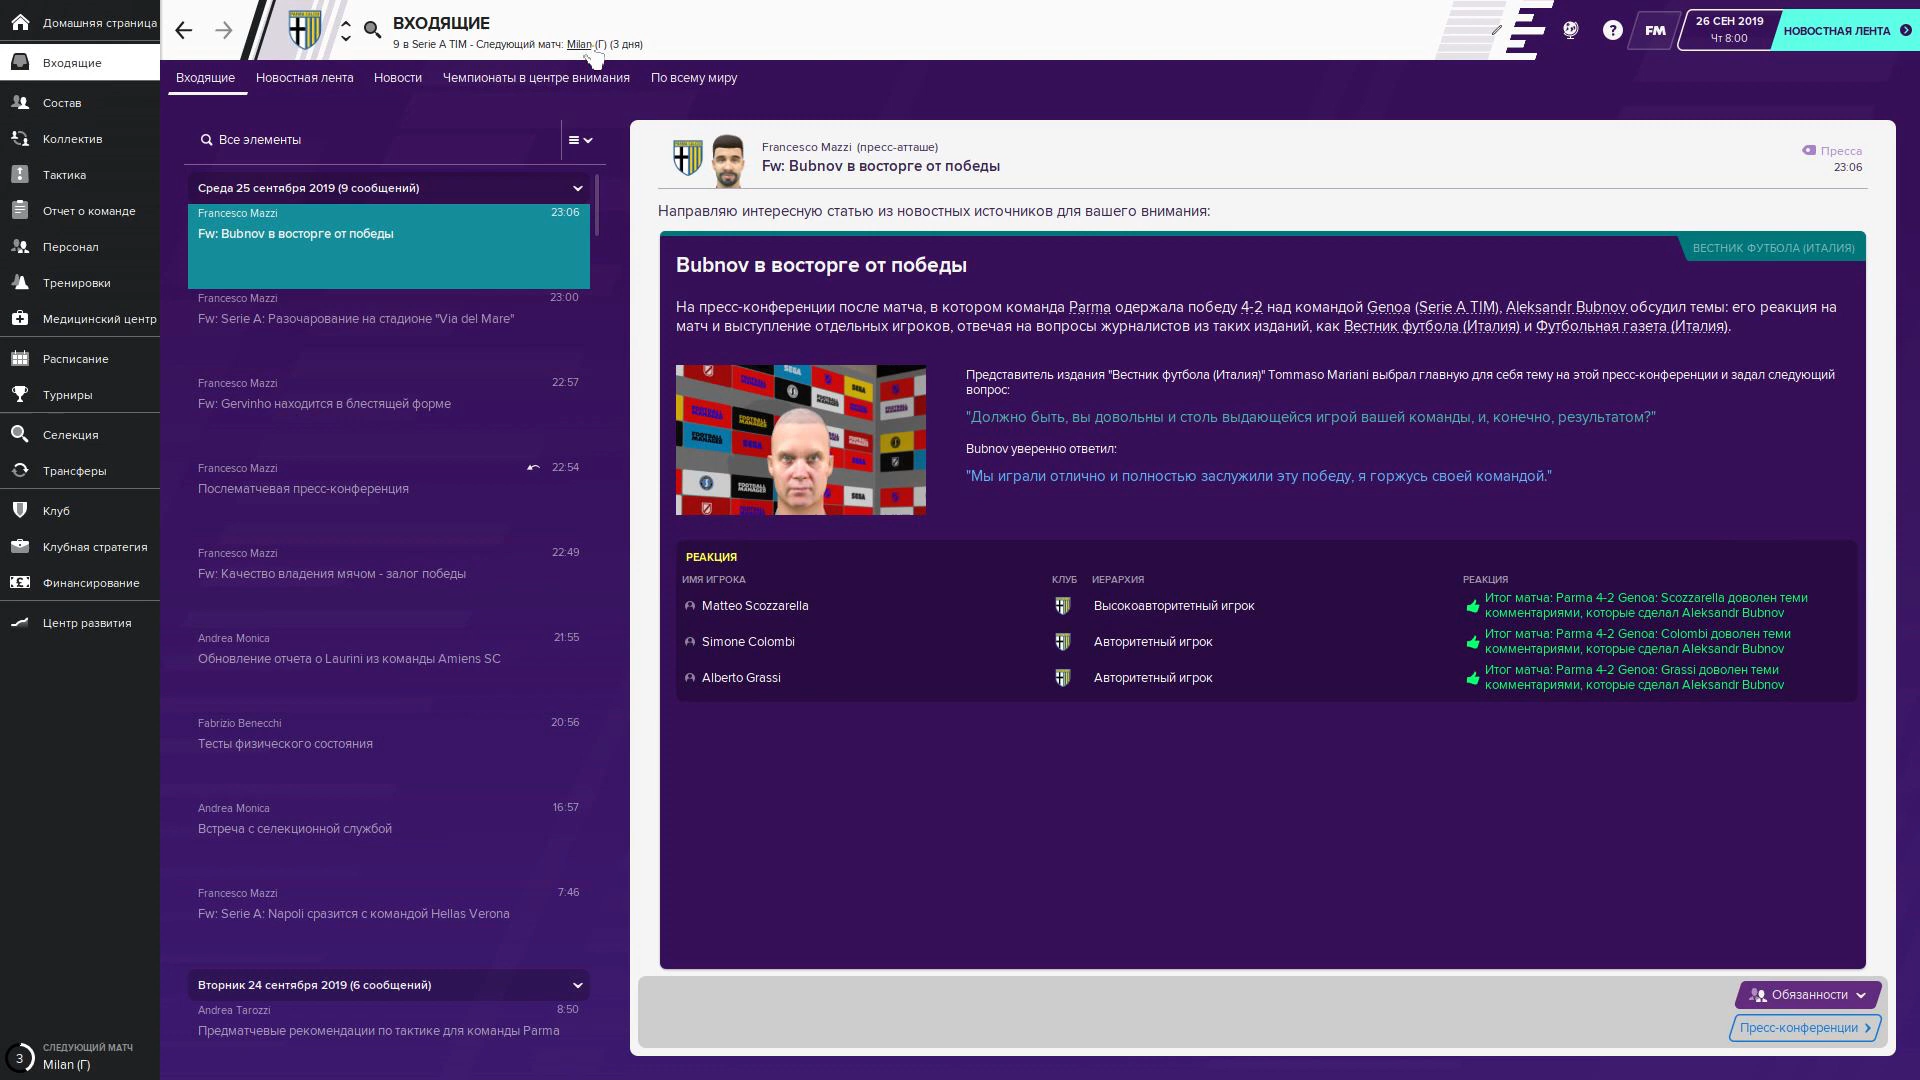 Домашняя страница
Входящие
Состав
Коллектив
Тактика
Отчет о команде
Персонал
Тренировки
Медицинский центр
Расписание
Турниры
Селекция
Трансферы
Клуб
Клубная стратегия
Финансирование
Центр развития
3
СЛЕДУЮЩИЙ МАТЧ
Milan (Г)
ВХОДЯЩИЕ
9 в Serie A TIM - Следующий матч: Milan (Г) (3 дня)
FM
26 СЕН 2019
Чт 8:00
НОВОСТНАЯ ЛЕНТА
Входящие Новостная лента Новости Чемпионаты в центре внимания По всему миру
Все элементы
Среда 25 сентября 2019 (9 сообщений)
Francesco Mazzi 23:06
Fw: Bubnov в восторге от победы
Francesco Mazzi 23:00
Fw: Serie A: Разочарование на стадионе "Via del Mare"
Francesco Mazzi 22:57
Fw: Gervinho находится в блестящей форме
Francesco Mazzi 22:54
Послематчевая пресс-конференция
Francesco Mazzi 22:49
Fw: Качество владения мячом - залог победы
Andrea Monica 21:55
Обновление отчета о Laurini из команды Amiens SC
Fabrizio Benecchi 20:56
Тесты физического состояния
Andrea Monica 16:57
Встреча с селекционной службой
Francesco Mazzi 7:46
Fw: Serie A: Napoli сразится с командой Hellas Verona
Вторник 24 сентября 2019 (6 сообщений)
Andrea Tarozzi 8:50
Предматчевые рекомендации по тактике для команды Parma
Francesco Mazzi (пресс-атташе)
Fw: Bubnov в восторге от победы
Пресса
23:06
Направляю интересную статью из новостных источников для вашего внимания:
ВЕСТНИК ФУТБОЛА (ИТАЛИЯ)
Bubnov в восторге от победы
На пресс-конференции после матча, в котором команда Parma одержала победу 4-2 над командой Genoa (Serie A TIM), Aleksandr Bubnov обсудил темы: его реакция на
матч и выступление отдельных игроков, отвечая на вопросы журналистов из таких изданий, как Вестник футбола (Италия) и Футбольная газета (Италия).
Представитель издания "Вестник футбола (Италия)" Tommaso Mariani выбрал главную для себя тему на этой пресс-конференции и задал следующий
вопрос:
"Должно быть, вы довольны и столь выдающейся игрой вашей команды, и, конечно, результатом?"
Bubnov уверенно ответил:
"Мы играли отлично и полностью заслужили эту победу, я горжусь своей командой."
РЕАКЦИЯ
ИМЯ ИГРОКА КЛУБ ИЕРАРХИЯ РЕАКЦИЯ
Matteo Scozzarella Высокоавторитетный игрок Итог матча: Parma 4-2 Genoa: Scozzarella доволен теми
комментариями, которые сделал Aleksandr Bubnov
Simone Colombi Авторитетный игрок Итог матча: Parma 4-2 Genoa: Colombi доволен теми
комментариями, которые сделал Aleksandr Bubnov
Alberto Grassi Авторитетный игрок Итог матча: Parma 4-2 Genoa: Grassi доволен теми
комментариями, которые сделал Aleksandr Bubnov
Обязанности
Пресс-конференции